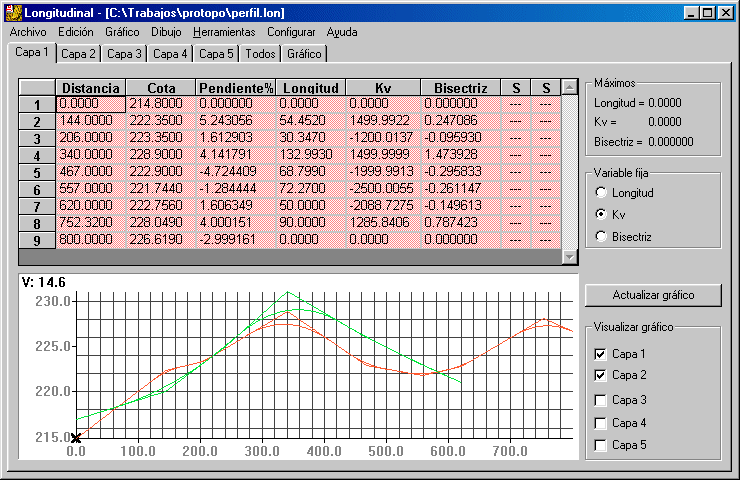 Longitudinal - [C:\Trabajos\protopo\perfil.lon]
Archivo Edición Gráfico Dibujo Herramientas Configurar Ayuda
Capa 1 Capa 2 Capa 3 Capa 4 Capa 5 Todos Gráfico
Distancia Cota Pendiente% Longitud Kv Bisectriz S S
1 0.0000 214.8000 0.000000 0.0000 0.0000 0.000000 --- ---
2 144.0000 222.3500 5.243056 54.4520 1499.9922 0.247086 --- ---
3 206.0000 223.3500 1.612903 30.3470 -1200.0137 -0.095930 --- ---
4 340.0000 228.9000 4.141791 132.9930 1499.9999 1.473928 --- ---
5 467.0000 222.9000 -4.724409 68.7990 -1999.9913 -0.295833 --- ---
6 557.0000 221.7440 -1.284444 72.2700 -2500.0055 -0.261147 --- ---
7 620.0000 222.7560 1.606349 50.0000 -2088.7275 -0.149613 --- ---
8 752.3200 228.0490 4.000151 90.0000 1285.8406 0.787423 --- ---
9 800.0000 226.6190 -2.999161 0.0000 0.0000 0.000000 --- ---
Máximos
Longitud = 0.0000
Kv = 0.0000
Bisectriz = 0.000000
Variable fija
Longitud
Kv
Bisectriz
Actualizar gráfico
Visualizar gráfico
Capa 1
Capa 2
Capa 3
Capa 4
Capa 5
V: 14.6
230.0
225.0
220.0
215.0
0.0 100.0 200.0 300.0 400.0 500.0 600.0 700.0